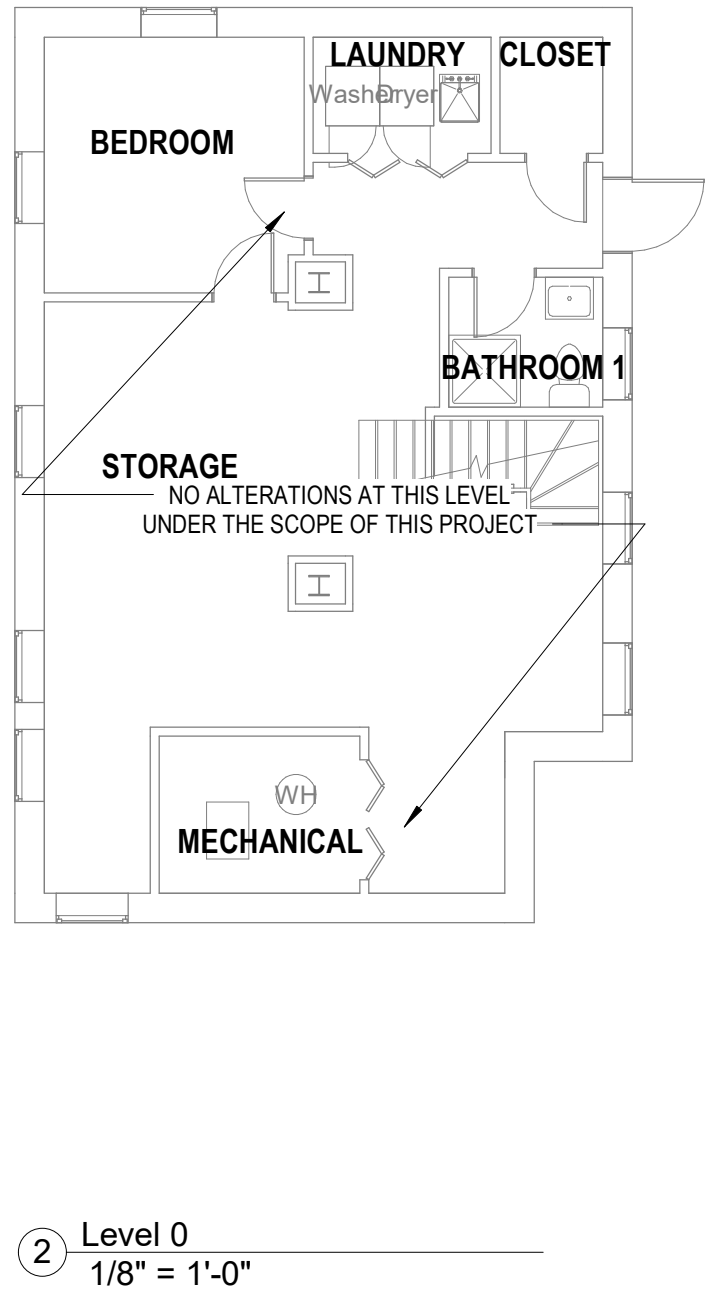 LAUNDRY
CLOSET
Washer
Dryer
BEDROOM
BATHROOM 1
STORAGE
NO ALTERATIONS AT THIS LEVEL
UNDER THE SCOPE OF THIS PROJECT
WH
MECHANICAL
2
Level 0
1/8" = 1'-0"